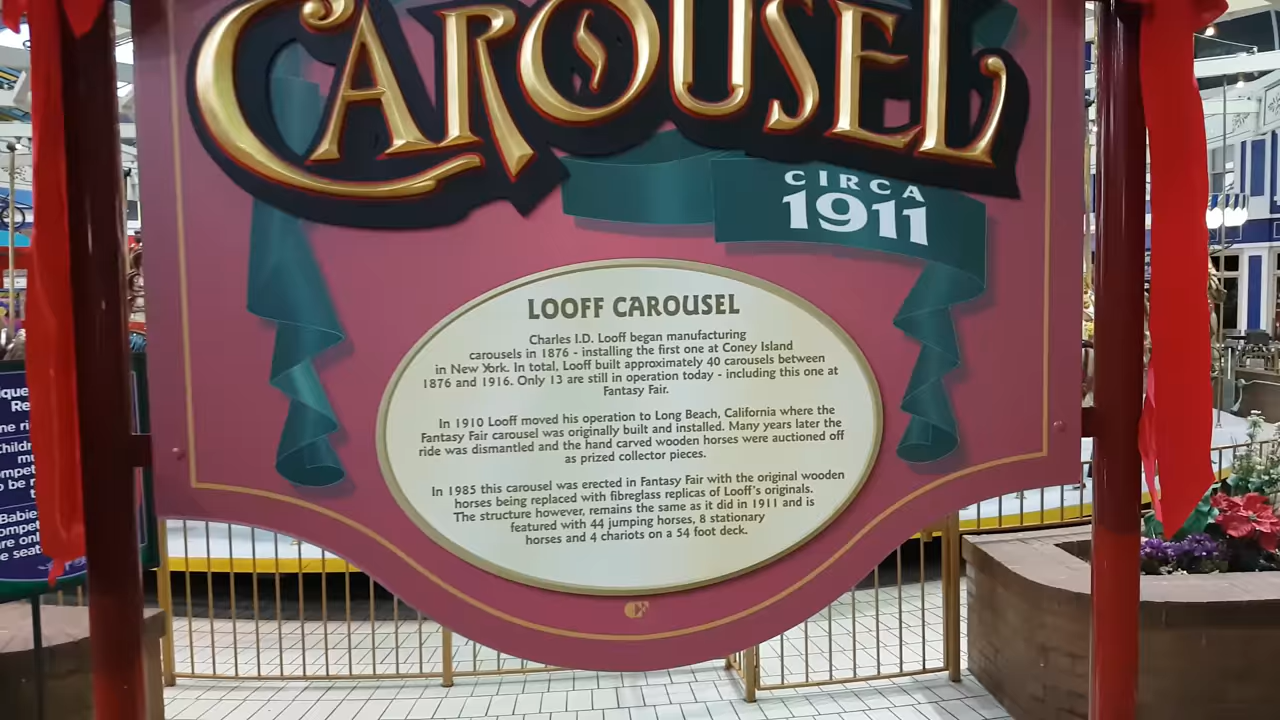 CAROUSEL
CIRCA
1911
LOOFF CAROUSEL
Charles I.D. Looff began manufacturing
carousels in 1876 - installing the first one at Coney Island
in New York. In total, Looff built approximately 40 carousels between
1876 and 1916. Only 13 are still in operation today - including this one at
Fantasy Fair.
In 1910 Looff moved his operation to Long Beach, California where the
Fantasy Fair carousel was originally built and installed. Many years later the
ride was dismantled and the hand carved wooden horses were auctioned off
as prized collector pieces.
In 1985 this carousel was erected in Fantasy Fair with the original wooden
horses being replaced with fibreglass replicas of Looff's originals.
The structure however, remains the same as it did in 1911 and is
featured with 44 jumping horses, 8 stationary
horses and 4 chariots on a 54 foot deck.